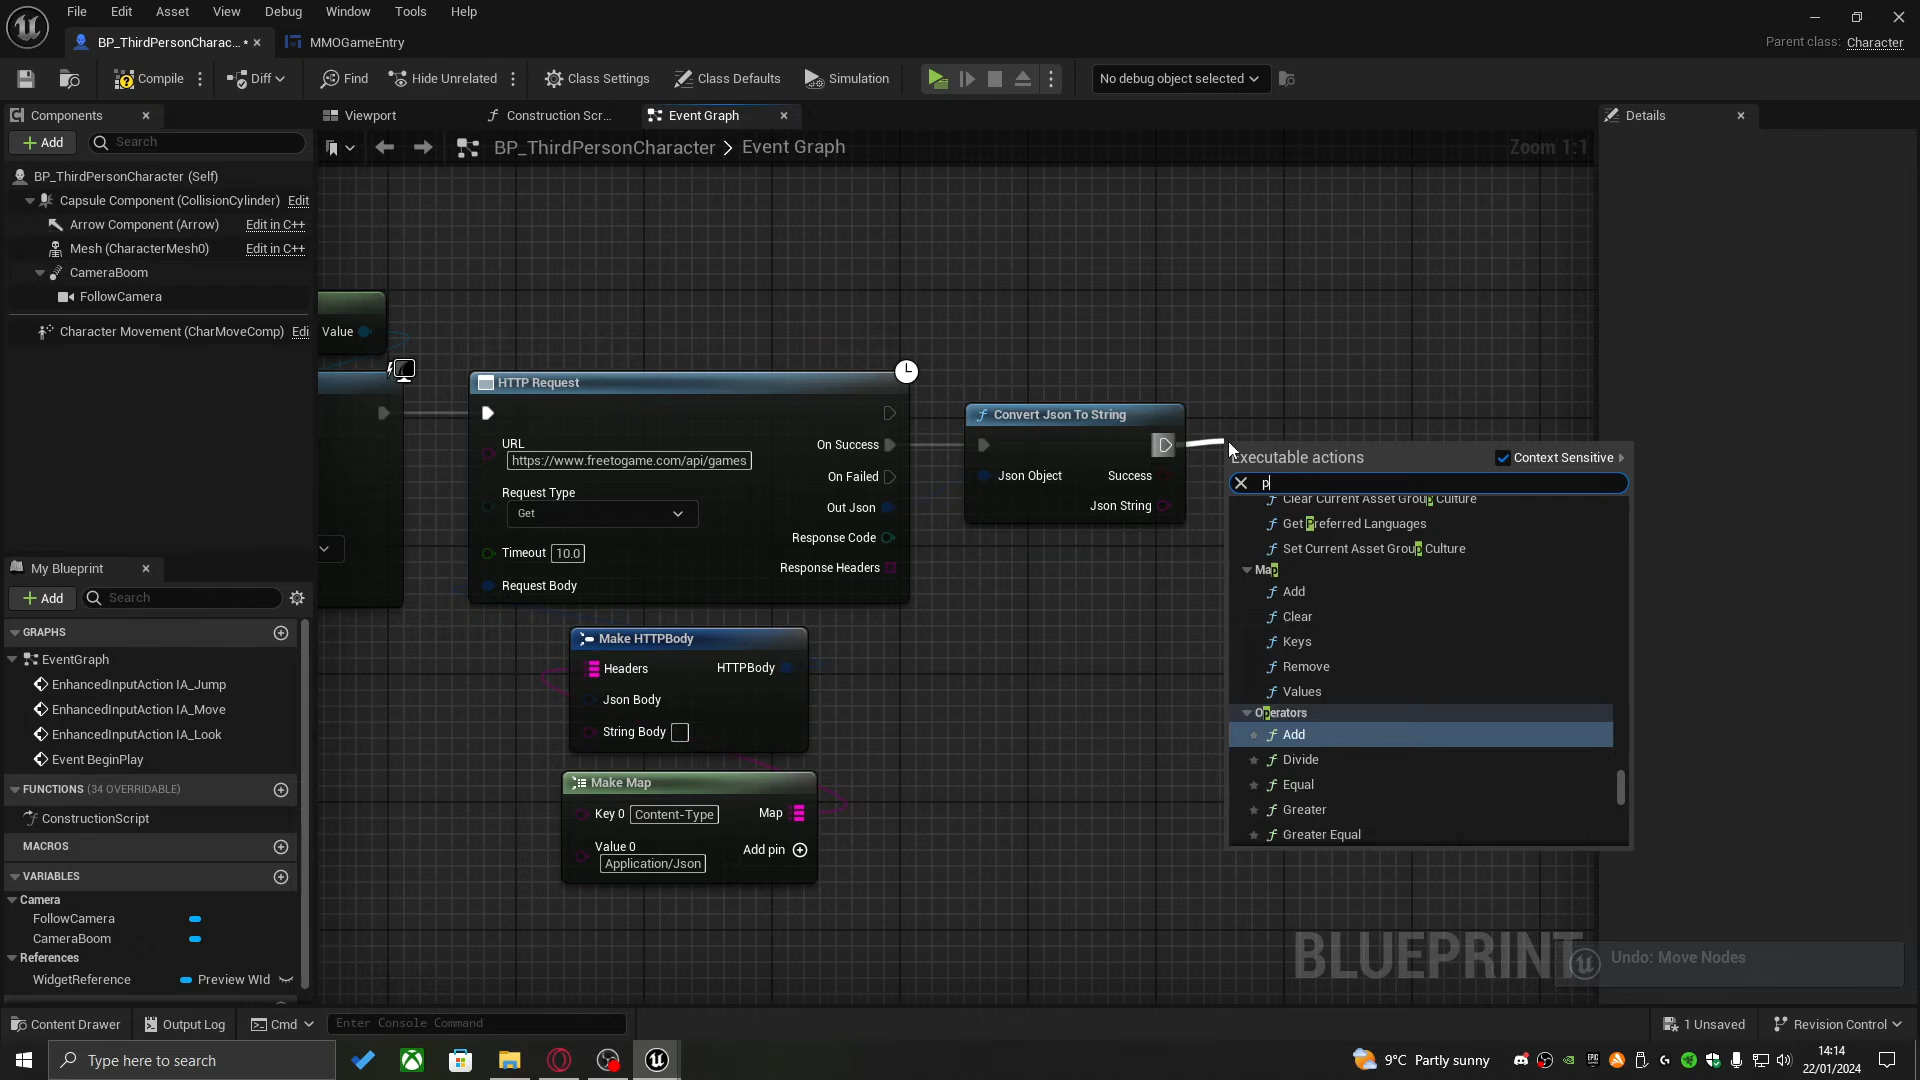 File Edit Asset View Debug Window Tools Help
BP_ThirdPersonCharac... • × MMOGameEntry
Parent class: Character
Compile Diff Find Hide Unrelated Class Settings Class Defaults Simulation No debug object selected
Components × Viewport Construction Scr... Event Graph × Details ×
Add Search
BP_ThirdPersonCharacter > Event Graph Zoom 1:1
BP_ThirdPersonCharacter (Self)
Capsule Component (CollisionCylinder) Edit
Arrow Component (Arrow) Edit in C++
Mesh (CharacterMesh0) Edit in C++
CameraBoom
FollowCamera
Character Movement (CharMoveComp) Edi
Value
HTTP Request
URL
https://www.freetogame.com/api/games
Request Type
Get
Timeout 10.0
Request Body
On Success
On Failed
Out Json
Response Code
Response Headers
Convert Json To String
Json Object Success
Json String
Executable actions Context Sensitive
p
Clear Current Asset Group Culture
Get Preferred Languages
Set Current Asset Group Culture
Map
Add
Clear
Keys
Remove
Values
Operators
Add
Divide
Equal
Greater
Greater Equal
Make HTTPBody
Headers HTTPBody
Json Body
String Body
Make Map
Key 0 Content-Type Map
Value 0
Application/Json
Add pin
My Blueprint ×
Add Search
GRAPHS
EventGraph
EnhancedInputAction IA_Jump
EnhancedInputAction IA_Move
EnhancedInputAction IA_Look
Event BeginPlay
FUNCTIONS (34 OVERRIDABLE)
ConstructionScript
MACROS
VARIABLES
Camera
FollowCamera
CameraBoom
References
WidgetReference Preview WId
BLUEPRINT
Undo: Move Nodes
Content Drawer Output Log Cmd Enter Console Command 1 Unsaved Revision Control
Type here to search 9°C Partly sunny 14:14
22/01/2024